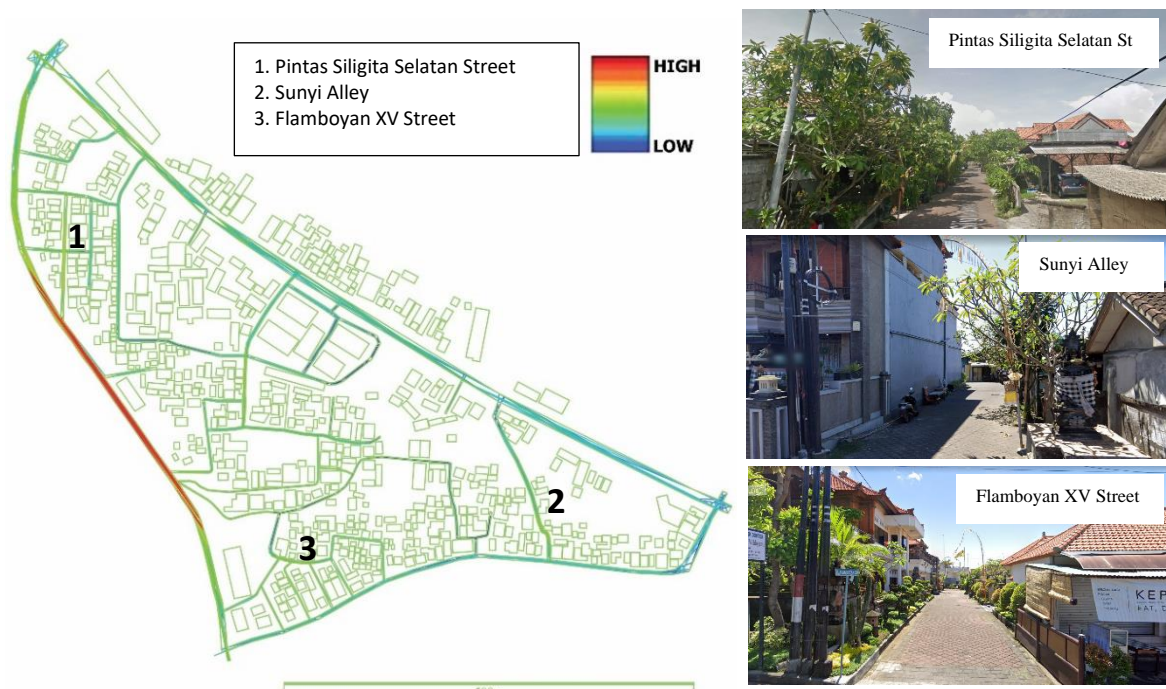 1. Pintas Siligita Selatan Street
2. Sunyi Alley
3. Flamboyan XV Street
HIGH
LOW
1
2
3
Pintas Siligita Selatan St
Sunyi Alley
Flamboyan XV Street
KEP